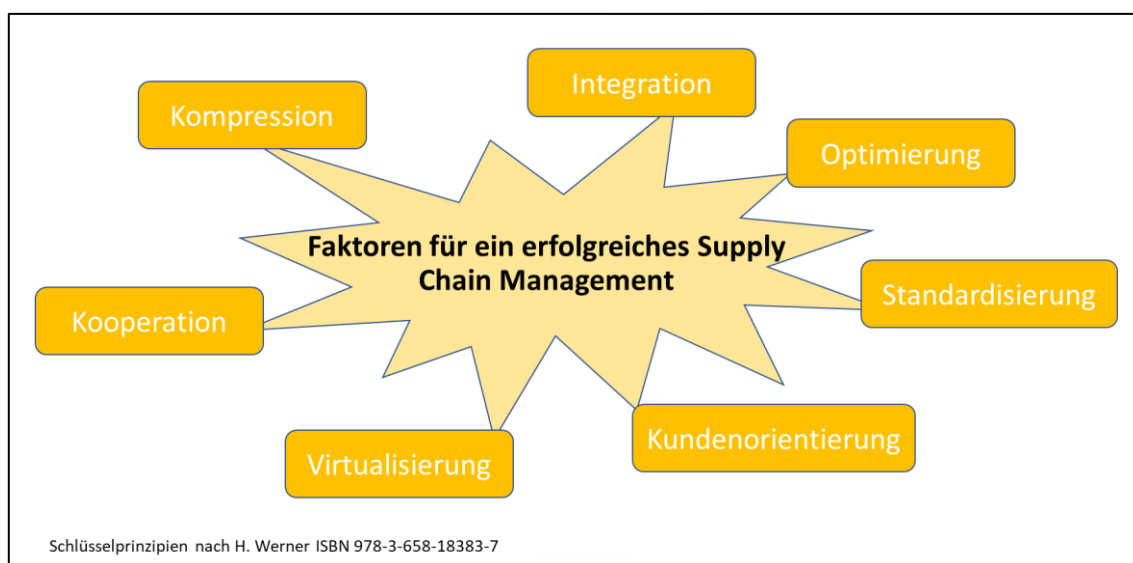 Integration
Kompression
Optimierung
Faktoren für ein erfolgreiches Supply
Chain Management
Standardisierung
Kooperation
Kundenorientierung
Virtualisierung
Schlüsselprinzipien nach H. Werner ISBN 978-3-658-18383-7